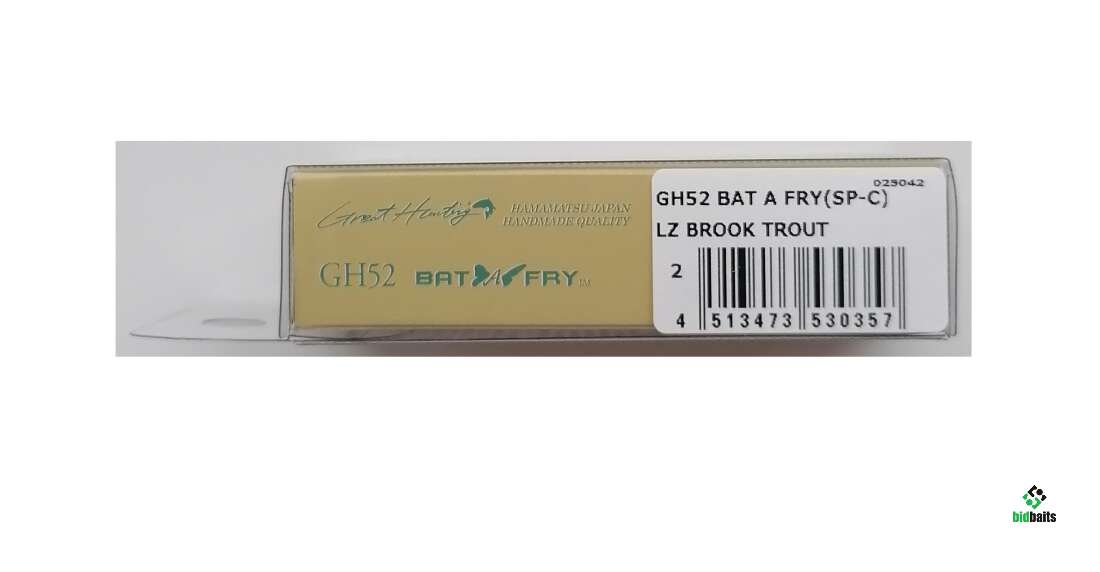 Great Hunting
HAMAMATSU JAPAN
HANDMADE QUALITY
GH52 BAT A FRY TM
025042
GH52 BAT A FRY(SP-C)
LZ BROOK TROUT
2
4 513473 530357
bidbaits